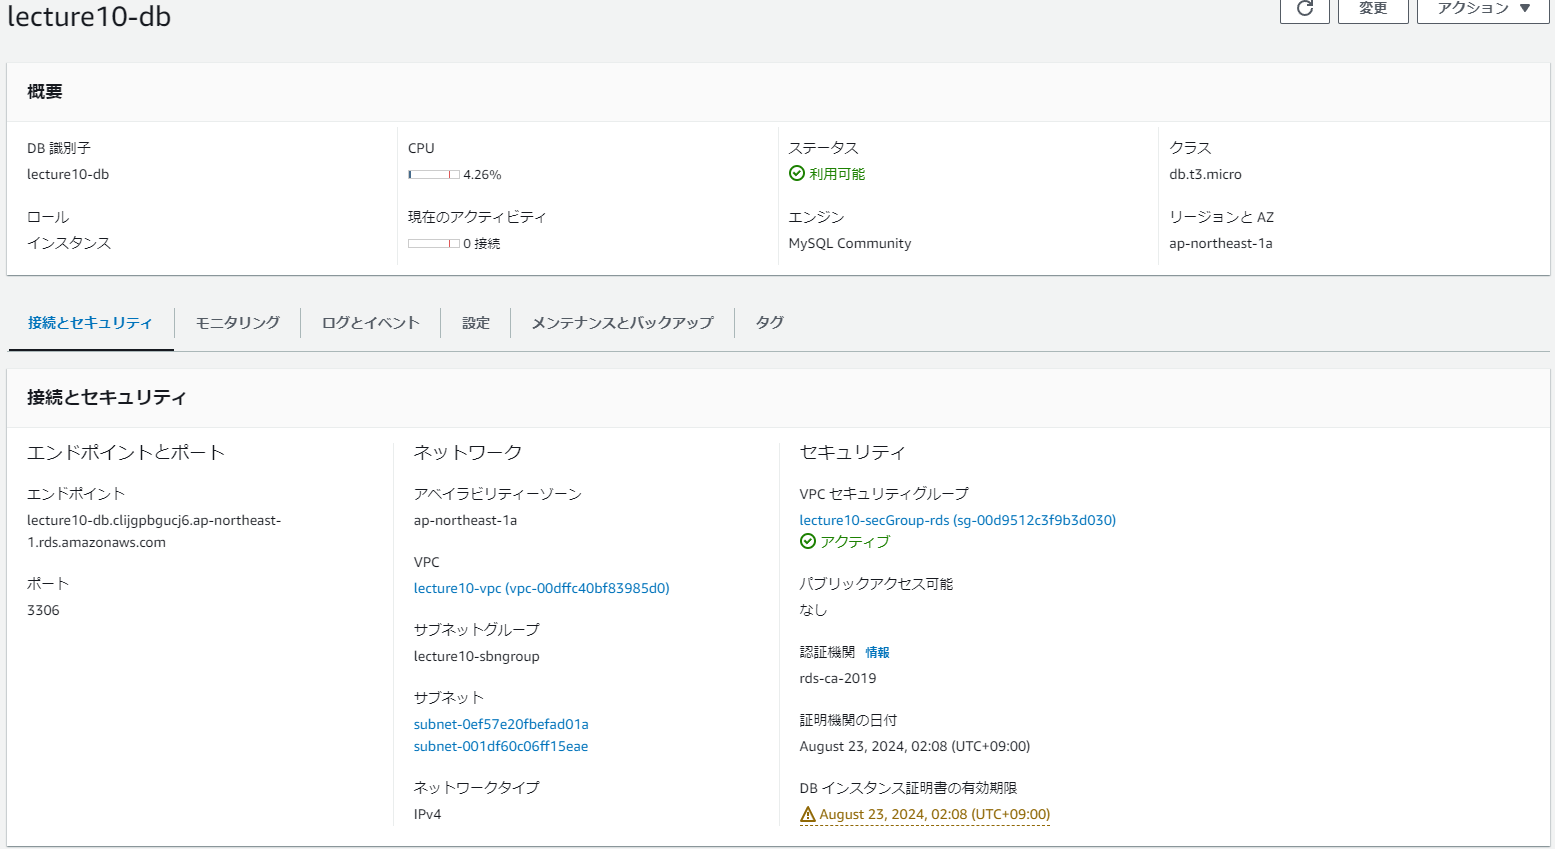 lecture10-db
変更
アクション ▼
概要
DB 識別子
lecture10-db
CPU
4.26%
ステータス
利用可能
クラス
db.t3.micro
ロール
インスタンス
現在のアクティビティ
0 接続
エンジン
MySQL Community
リージョンと AZ
ap-northeast-1a
接続とセキュリティ
モニタリング
ログとイベント
設定
メンテナンスとバックアップ
タグ
接続とセキュリティ
エンドポイントとポート
エンドポイント
lecture10-db.clijgpbgucj6.ap-northeast-
1.rds.amazonaws.com
ポート
3306
ネットワーク
アベイラビリティーゾーン
ap-northeast-1a
VPC
lecture10-vpc (vpc-00dffc40bf83985d0)
サブネットグループ
lecture10-sbngroup
サブネット
subnet-0ef57e20fbefad01a
subnet-001df60c06ff15eae
ネットワークタイプ
IPv4
セキュリティ
VPC セキュリティグループ
lecture10-secGroup-rds (sg-00d9512c3f9b3d030)
アクティブ
パブリックアクセス可能
なし
認証機関 情報
rds-ca-2019
証明機関の日付
August 23, 2024, 02:08 (UTC+09:00)
DB インスタンス証明書の有効期限
August 23, 2024, 02:08 (UTC+09:00)